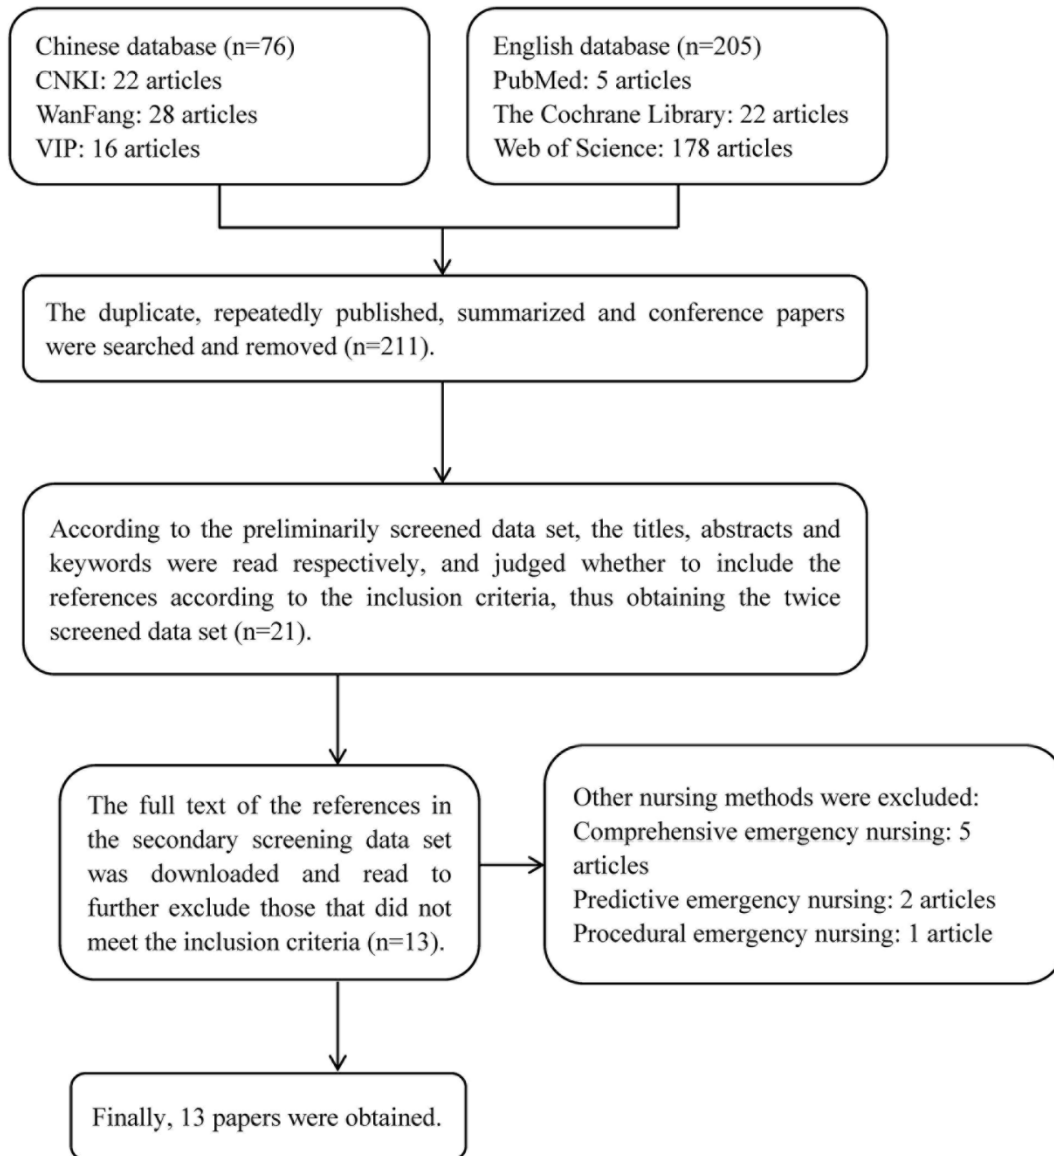 Chinese database (n=76)
CNKI: 22 articles
WanFang: 28 articles
VIP: 16 articles
English database (n=205)
PubMed: 5 articles
The Cochrane Library: 22 articles
Web of Science: 178 articles
The duplicate, repeatedly published, summarized and conference papers
were searched and removed (n=211).
According to the preliminarily screened data set, the titles, abstracts and
keywords were read respectively, and judged whether to include the
references according to the inclusion criteria, thus obtaining the twice
screened data set (n=21).
The full text of the references in
the secondary screening data set
was downloaded and read to
further exclude those that did not
meet the inclusion criteria (n=13).
Other nursing methods were excluded:
Comprehensive emergency nursing: 5
articles
Predictive emergency nursing: 2 articles
Procedural emergency nursing: 1 article
Finally, 13 papers were obtained.